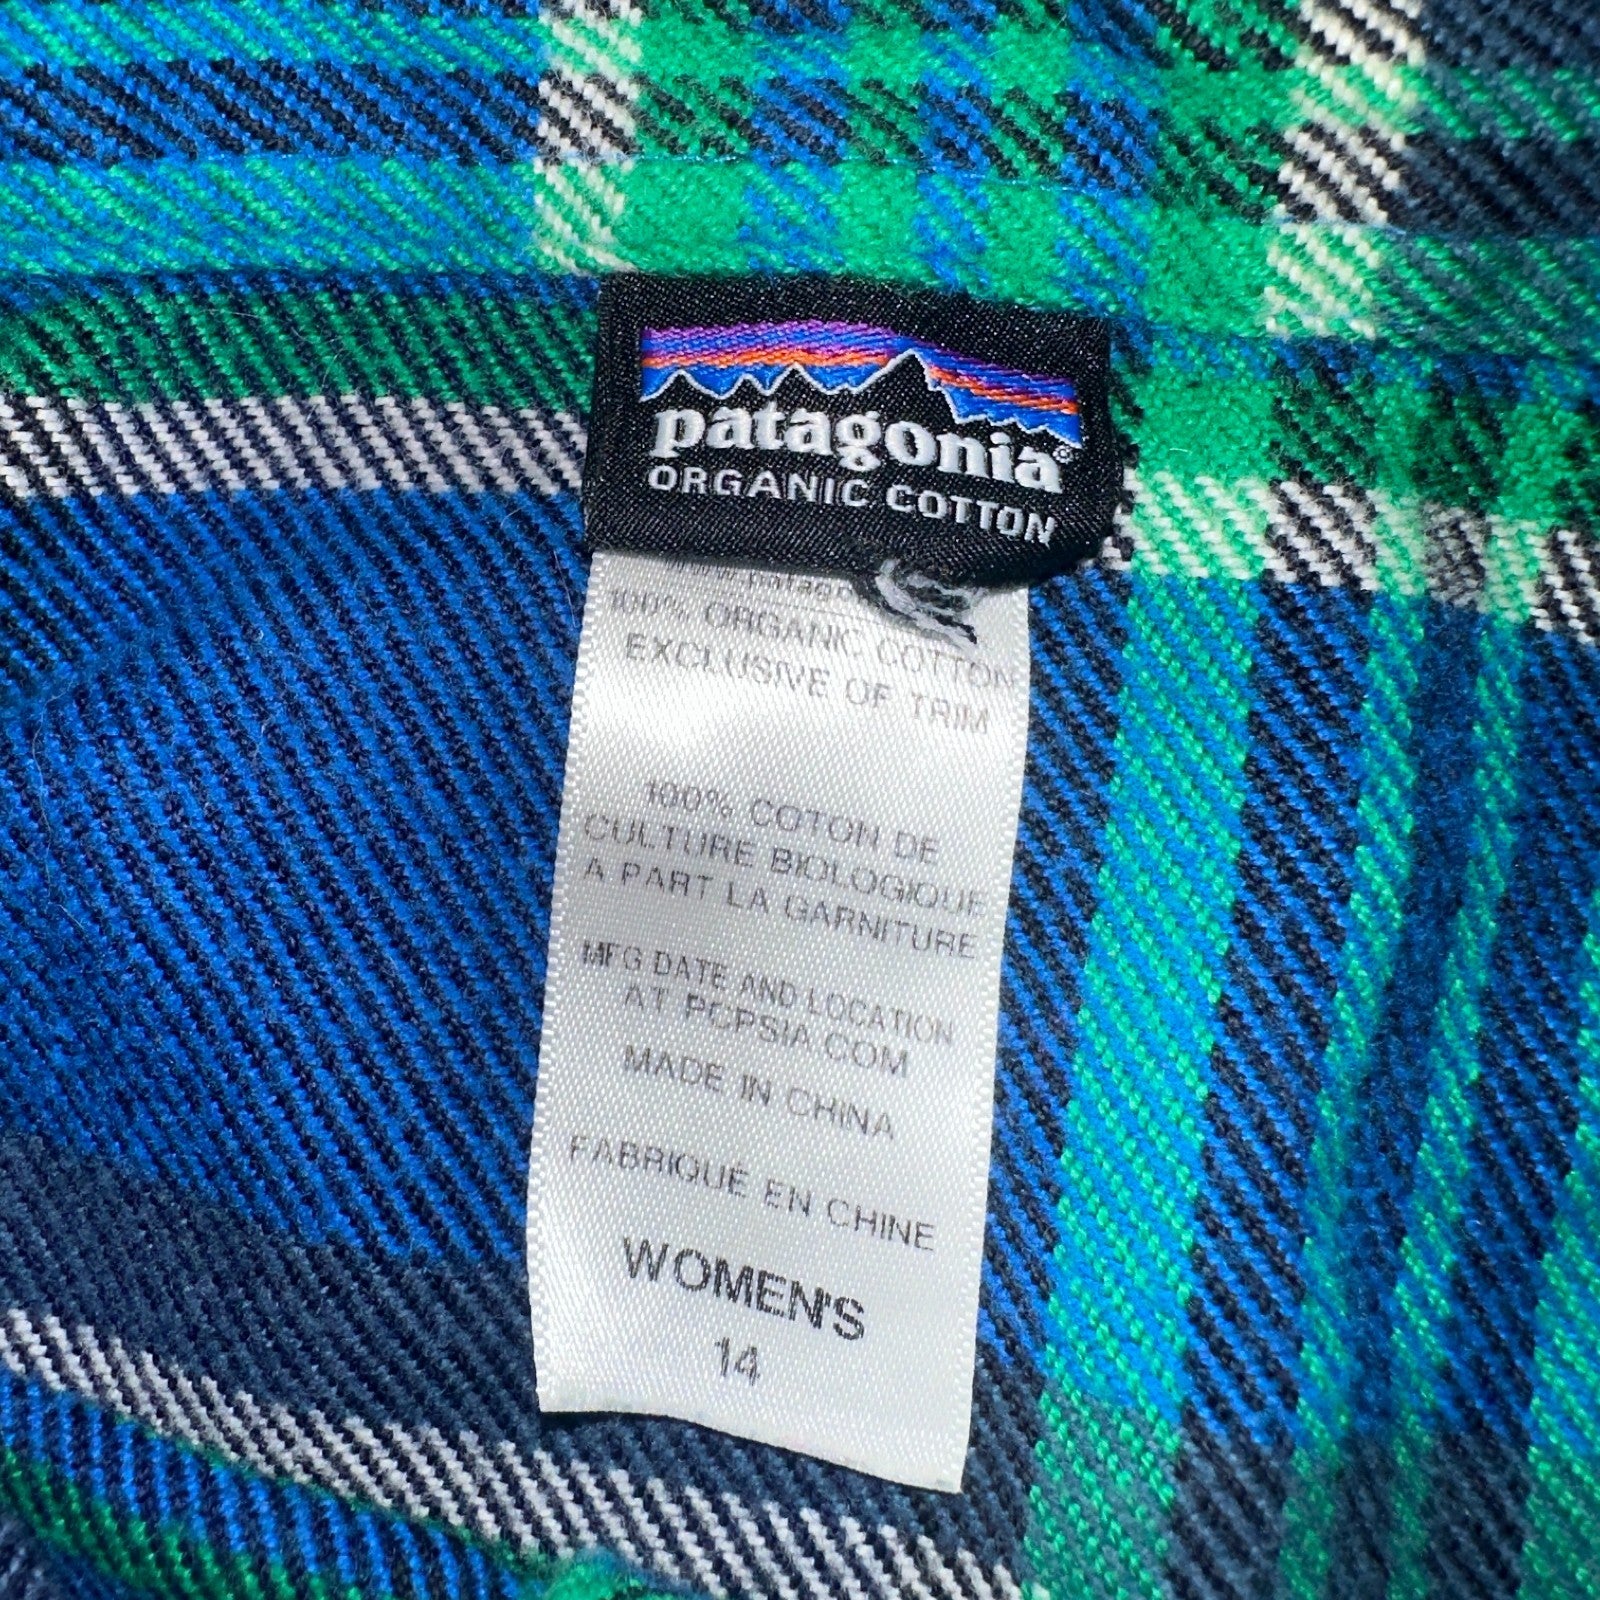 patagonia®
ORGANIC COTTON
100% ORGANIC COTTON
EXCLUSIVE OF TRIM
100% COTON DE
CULTURE BIOLOGIQUE
A PART LA GARNITURE
MFG DATE AND LOCATION
AT PCPSIA.COM
MADE IN CHINA
FABRIQUE EN CHINE
WOMEN'S
14